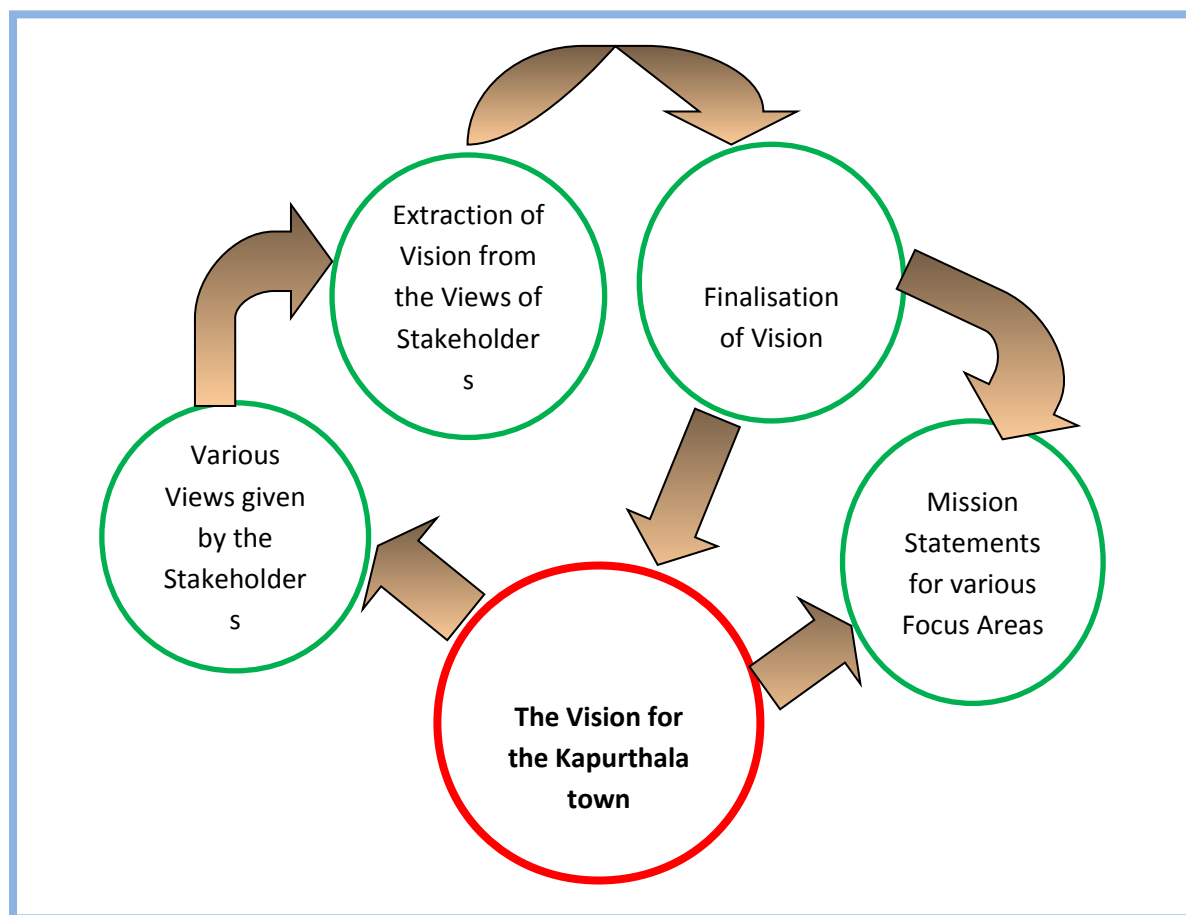 Extraction of
Vision from
the Views of
Stakeholder
s
Finalisation
of Vision
Various
Views given
by the
Stakeholder
s
Mission
Statements
for various
Focus Areas
The Vision for
the Kapurthala
town